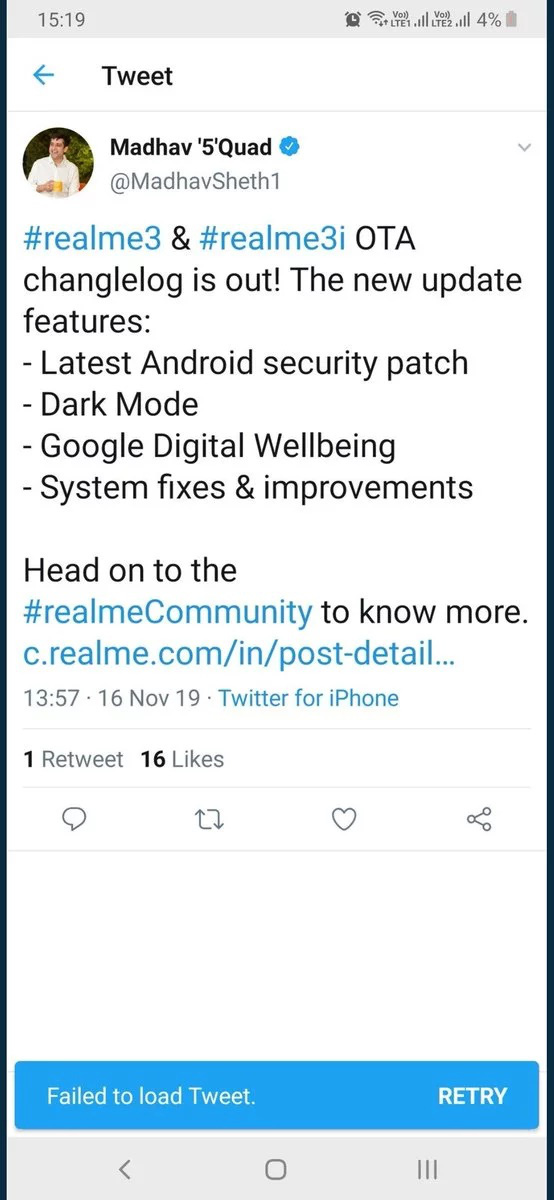 15:19
Vo)) LTE1 Vo)) LTE2 4%
Tweet
Madhav '5'Quad
@MadhavSheth1
#realme3 & #realme3i OTA
changlelog is out! The new update
features:
- Latest Android security patch
- Dark Mode
- Google Digital Wellbeing
- System fixes & improvements
Head on to the
#realmeCommunity to know more.
c.realme.com/in/post-detail...
13:57 · 16 Nov 19 · Twitter for iPhone
1 Retweet 16 Likes
Failed to load Tweet. RETRY